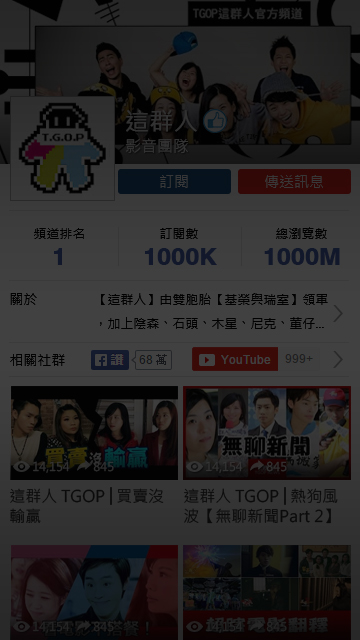 TGOP這群人官方頻道
T.G.O.P
這群人
影音團隊
訂閱
傳送訊息
頻道排名
訂閱數
總瀏覽數
1
1000K
1000M
關於
【這群人】由雙胞胎【基榮與瑞室】領軍
，加上陰森、石頭、木星、尼克、董仔...
相關社群
讚
68 萬
YouTube
999+
買賣沒輸贏
14,154
845
無聊新聞
14,154
845
這群人 TGOP│買賣沒
輸贏
這群人 TGOP│熱狗風
波【無聊新聞Part 2】
14,154
845
14,154
845